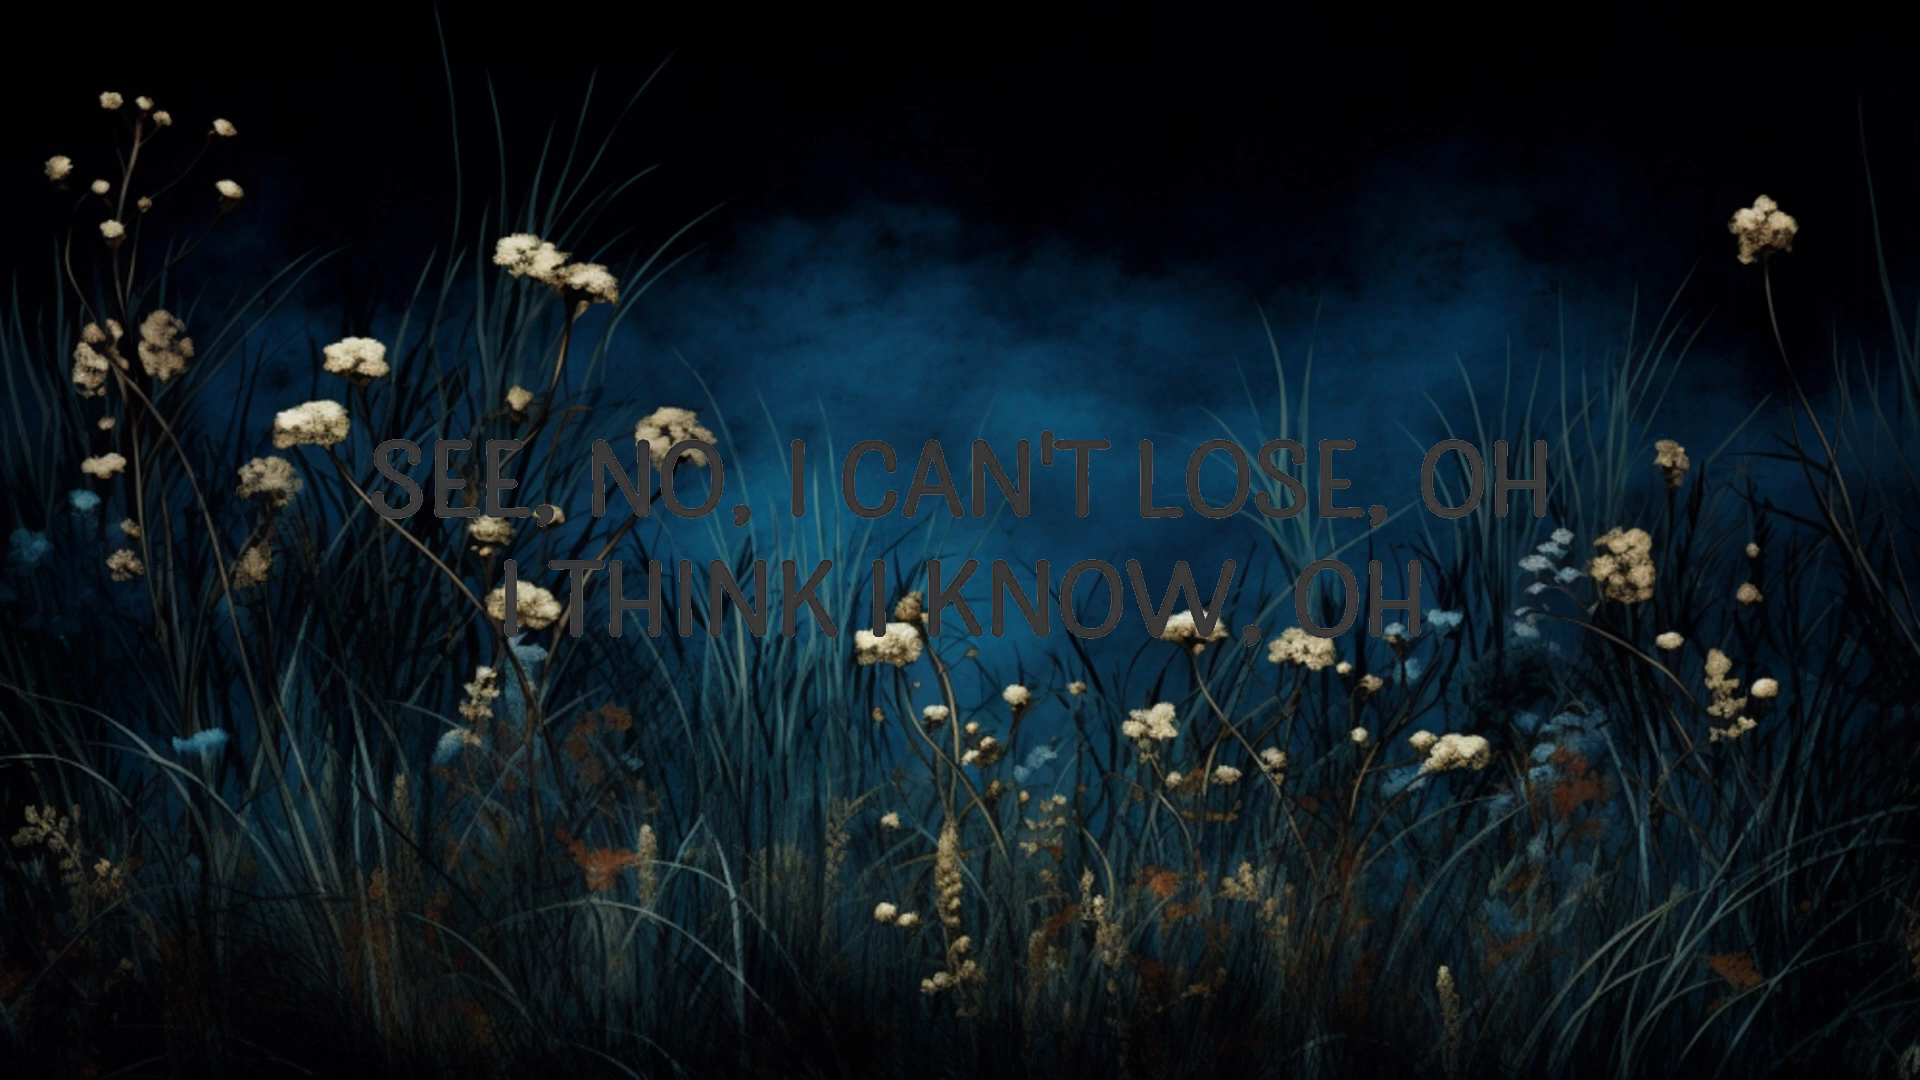 SEE, NO, I CAN'T LOSE, OH
I THINK I KNOW, OH